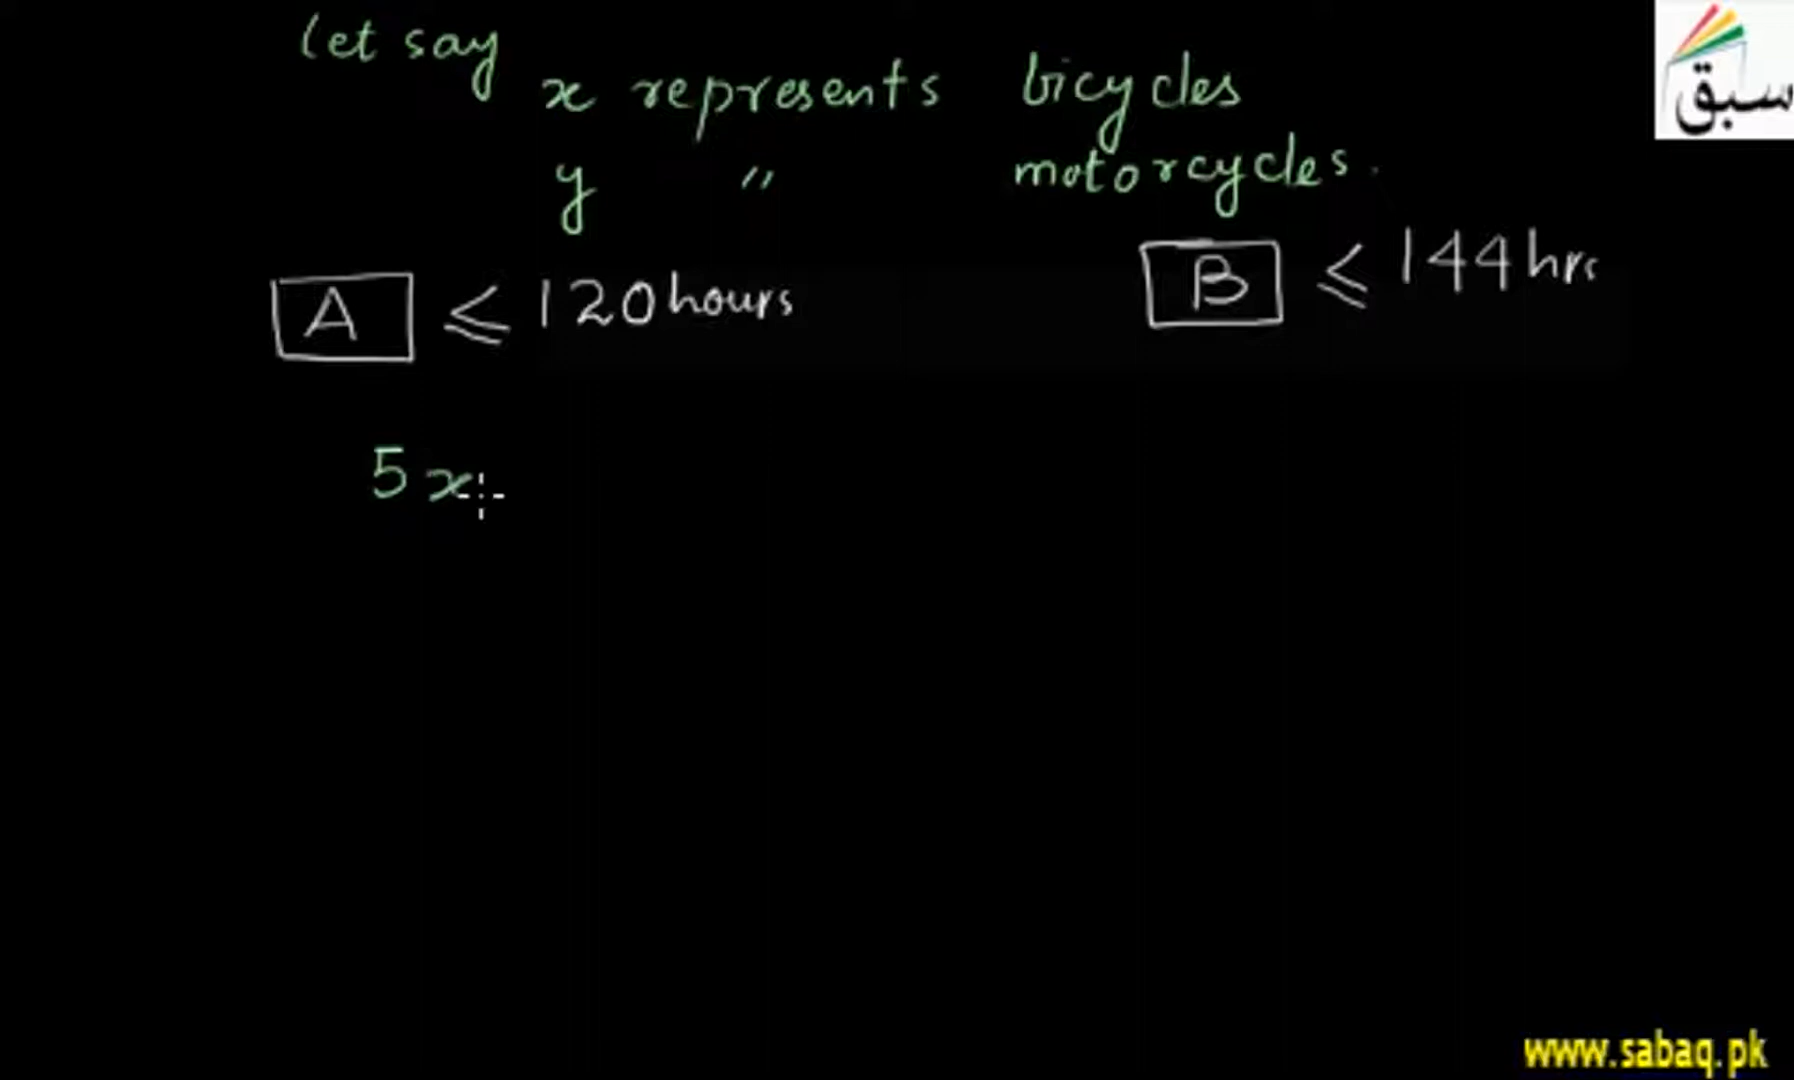 سبق
let say
x represents bicycles
y " motorcycles.
A ≤ 120 hours
B ≤ 144 hrs
5x
www.sabaq.pk